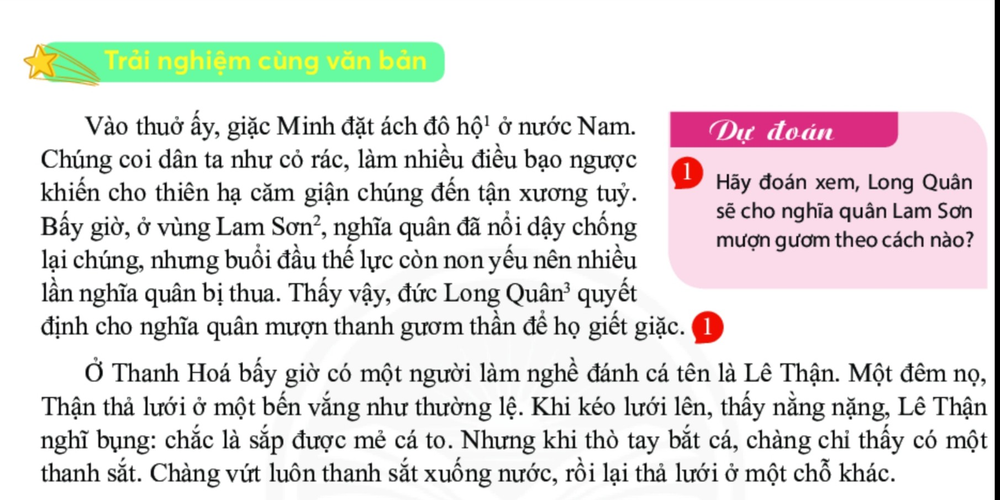 Trải nghiệm cùng văn bản
Vào thuở ấy, giặc Minh đặt ách đô hộ¹ ở nước Nam.
Chúng coi dân ta như cỏ rác, làm nhiều điều bạo ngược
khiến cho thiên hạ căm giận chúng đến tận xương tuỷ.
Bấy giờ, ở vùng Lam Sơn², nghĩa quân đã nổi dậy chống
lại chúng, nhưng buổi đầu thế lực còn non yếu nên nhiều
lần nghĩa quân bị thua. Thấy vậy, đức Long Quân³ quyết
định cho nghĩa quân mượn thanh gươm thần để họ giết giặc. 1
Dự đoán
1 Hãy đoán xem, Long Quân
sẽ cho nghĩa quân Lam Sơn
mượn gươm theo cách nào?
Ở Thanh Hoá bấy giờ có một người làm nghề đánh cá tên là Lê Thận. Một đêm nọ,
Thận thả lưới ở một bến vắng như thường lệ. Khi kéo lưới lên, thấy nằng nặng, Lê Thận
nghĩ bụng: chắc là sắp được mẻ cá to. Nhưng khi thò tay bắt cá, chàng chỉ thấy có một
thanh sắt. Chàng vứt luôn thanh sắt xuống nước, rồi lại thả lưới ở một chỗ khác.